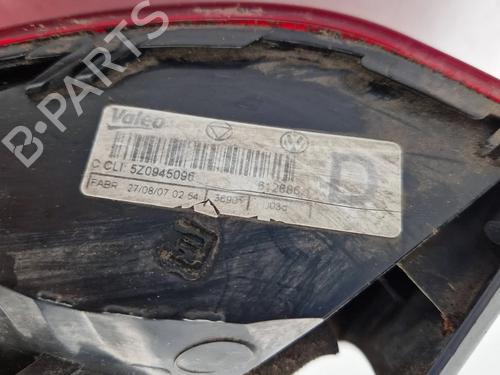 Valeo
C CLI 5Z0945096
D
FABR 27/08/07 02:54
B-PARTS